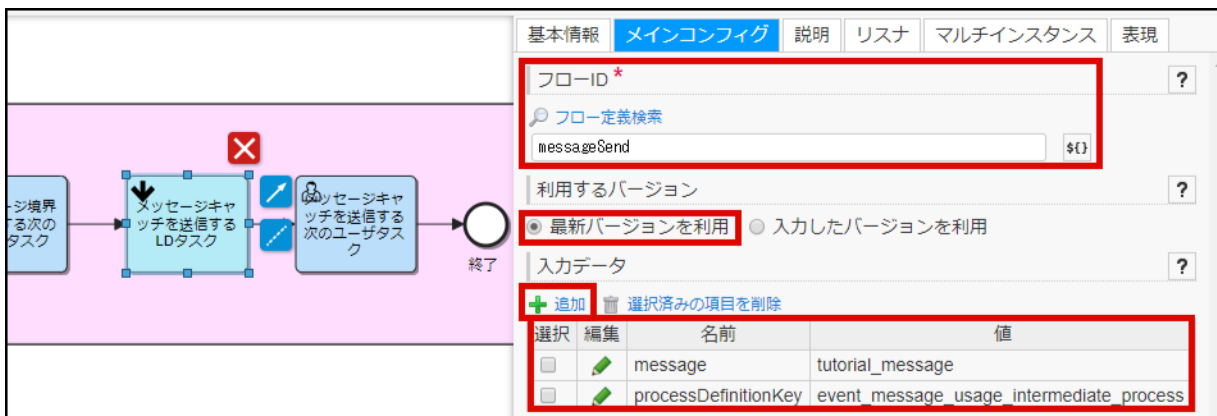 基本情報 メインコンフィグ 説明 リスナ マルチインスタンス 表現
フローID *
?
フロー定義検索
messageSend
${}
利用するバージョン
?
最新バージョンを利用 入力したバージョンを利用
入力データ
?
追加 選択済みの項目を削除
選択 編集 名前 値
message tutorial_message
processDefinitionKey event_message_usage_intermediate_process
ージ境界
する次の
タスク
メッセージキャ
ッチを送信する
LDタスク
メッセージキャ
ッチを送信する
次のユーザタス
ク
終了